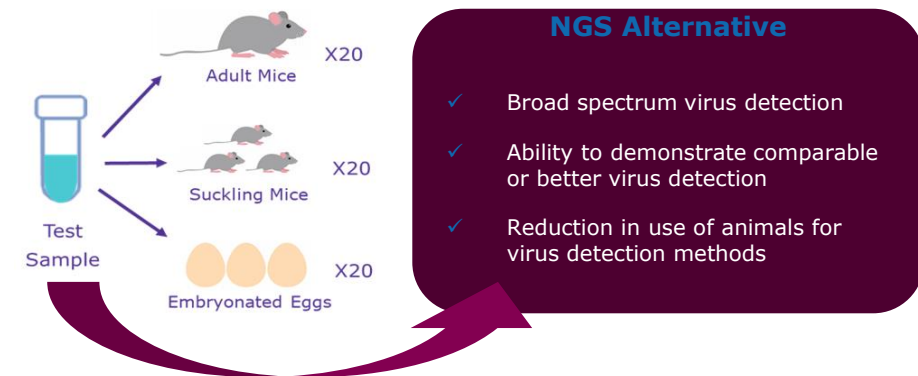 X20
Adult Mice
X20
Suckling Mice
Test
Sample
X20
Embryonated Eggs
NGS Alternative
✓ Broad spectrum virus detection
✓ Ability to demonstrate comparable
or better virus detection
✓ Reduction in use of animals for
virus detection methods